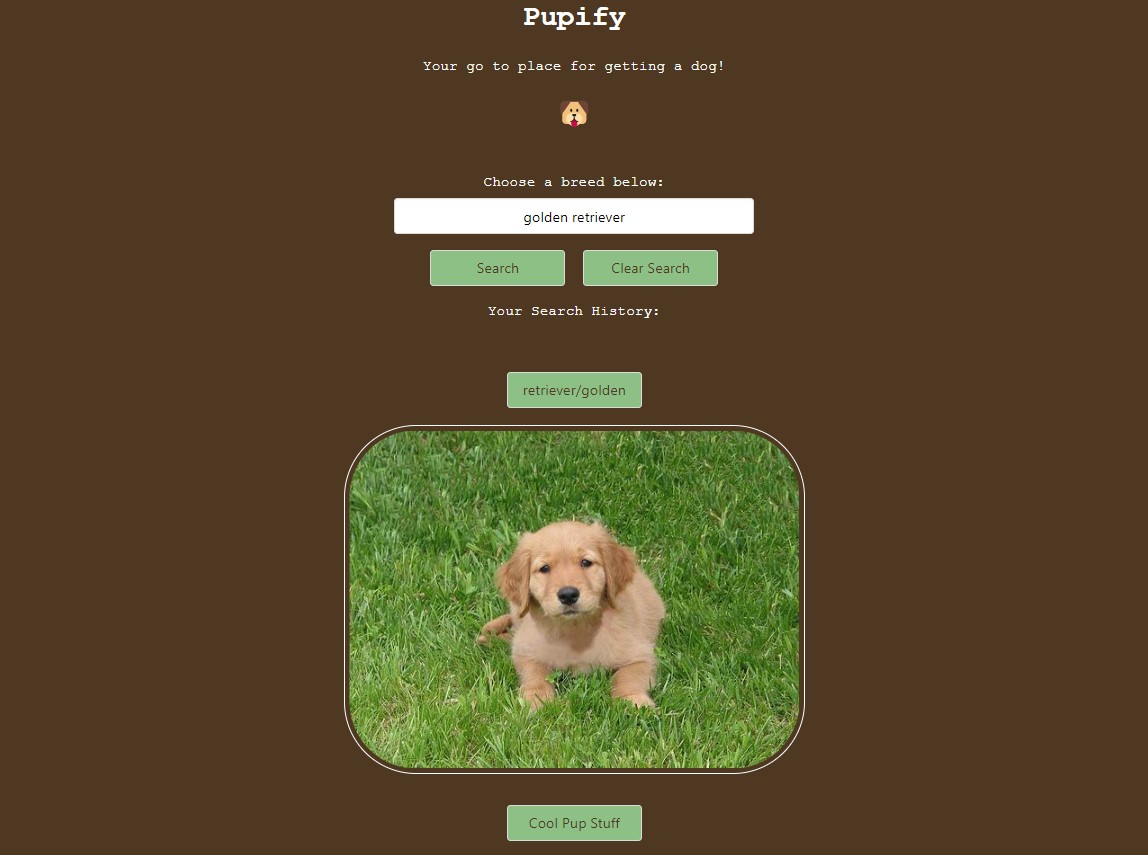 Pupify
Your go to place for getting a dog!
Choose a breed below:
golden retriever
Search
Clear Search
Your Search History:
retriever/golden
Cool Pup Stuff